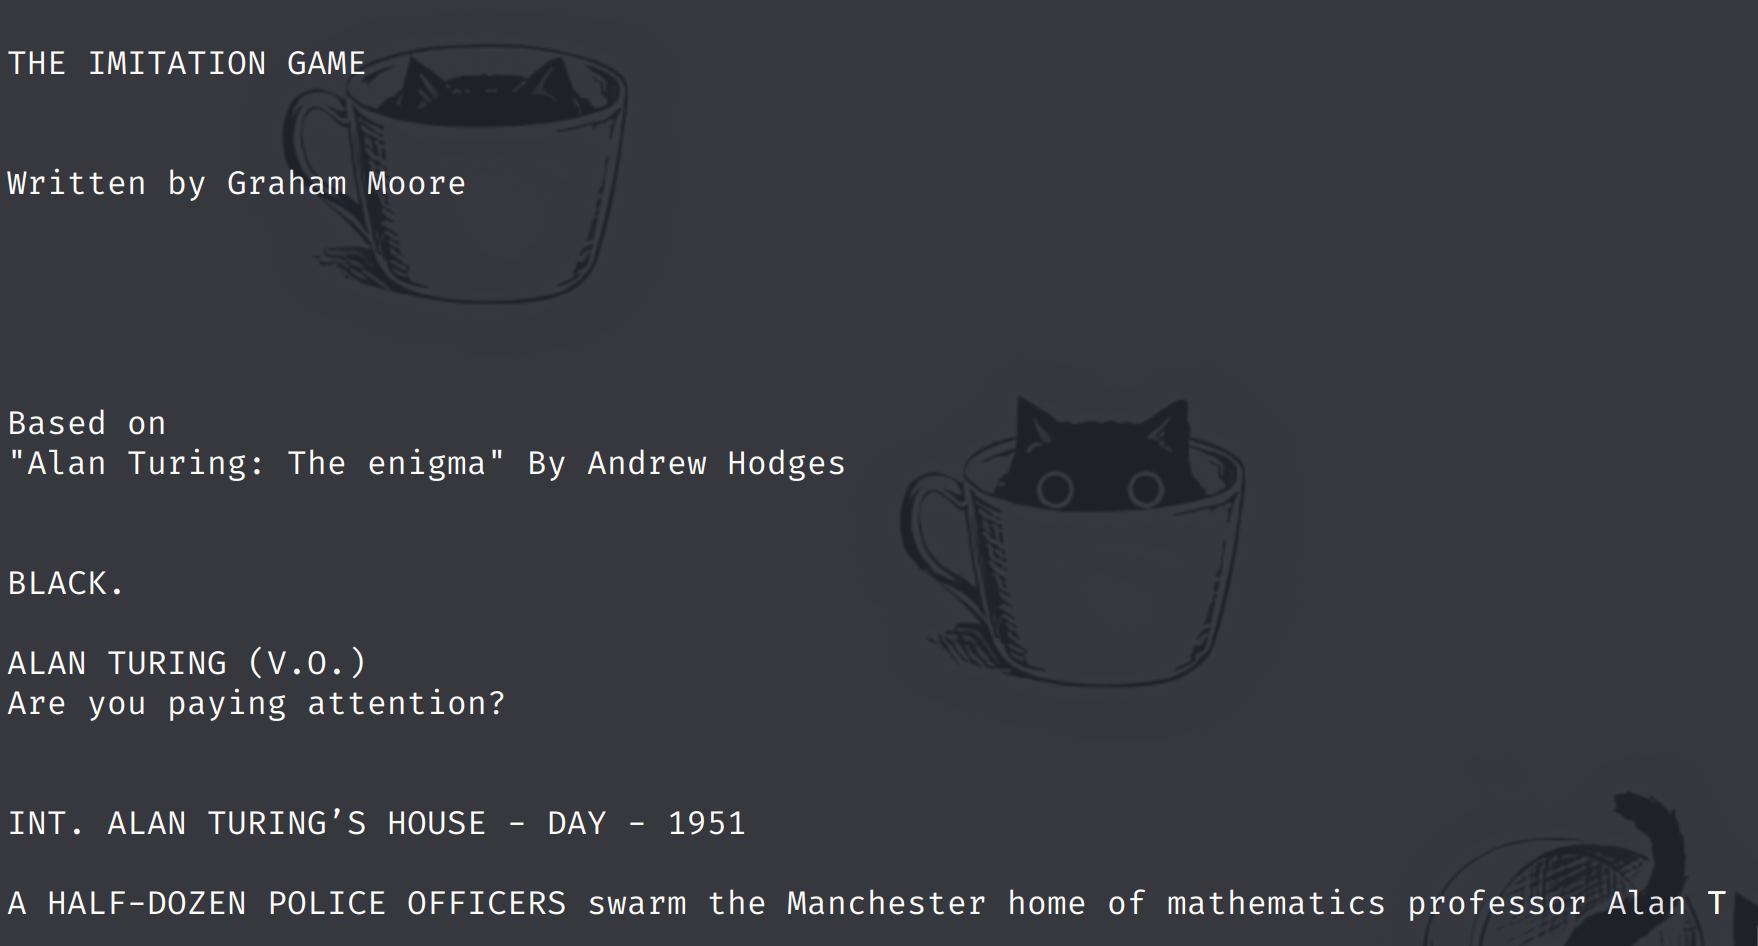 THE IMITATION GAME
Written by Graham Moore
Based on
"Alan Turing: The enigma" By Andrew Hodges
BLACK.
ALAN TURING (V.O.)
Are you paying attention?
INT. ALAN TURING’S HOUSE - DAY - 1951
A HALF-DOZEN POLICE OFFICERS swarm the Manchester home of mathematics professor Alan T